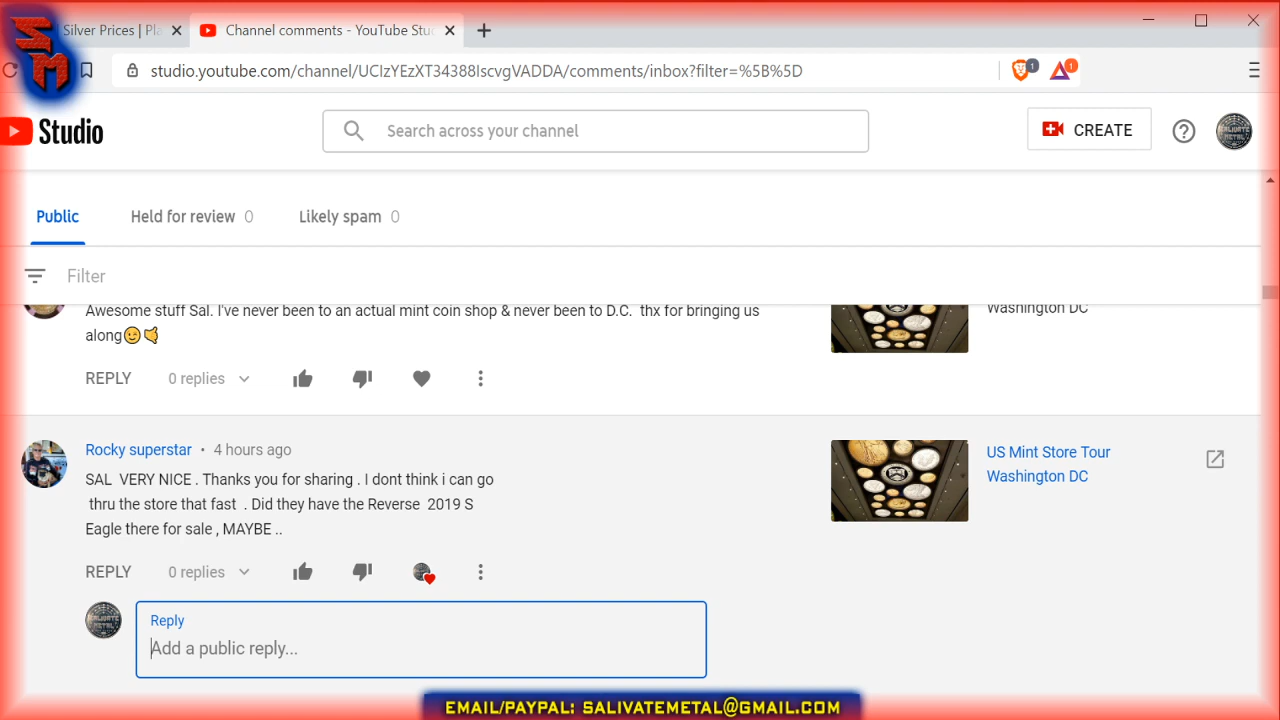 SM
Silver Prices | Pla
Channel comments - YouTube Stu
studio.youtube.com/channel/UCIzYEzXT34388IscvgVADDA/comments/inbox?filter=%5B%5D
1
1
Studio
Search across your channel
CREATE
Public
Held for review 0
Likely spam 0
Filter
Awesome stuff Sal. I've never been to an actual mint coin shop & never been to D.C. thx for bringing us
along😉🤙
Washington DC
REPLY
0 replies
Rocky superstar • 4 hours ago
SAL VERY NICE . Thanks you for sharing . I dont think i can go
thru the store that fast . Did they have the Reverse 2019 S
Eagle there for sale , MAYBE ..
US Mint Store Tour
Washington DC
REPLY
0 replies
Reply
Add a public reply...
EMAIL/PAYPAL: SALIVATEMETAL@GMAIL.COM